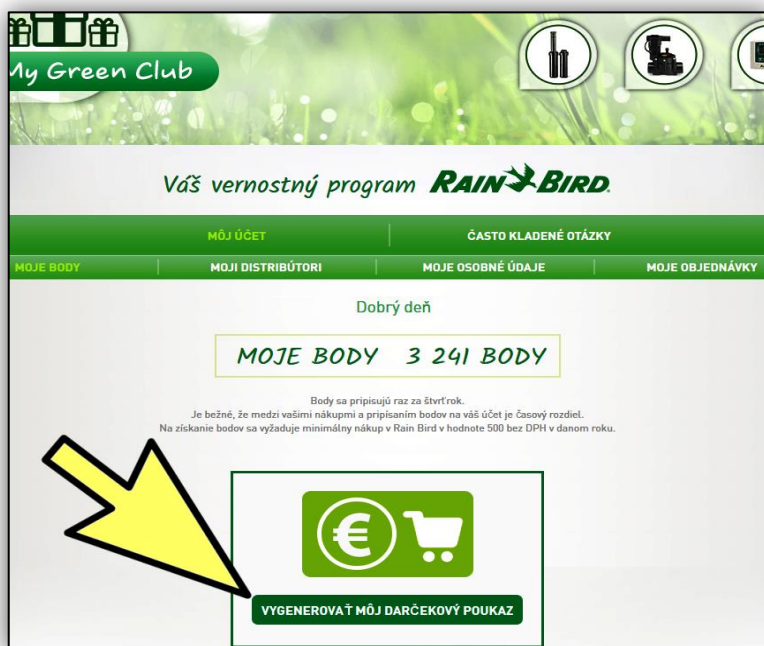 My Green Club
Váš vernostný program RAIN BIRD
MÔJ ÚČET
ČASTO KLADENÉ OTÁZKY
MOJE BODY
MOJI DISTRIBÚTORI
MOJE OSOBNÉ ÚDAJE
MOJE OBJEDNÁVKY
Dobrý deň
MOJE BODY 3 241 BODY
Body sa pripisujú raz za štvrťrok.
Je bežné, že medzi vašimi nákupmi a pripísaním bodov na váš účet je časový rozdiel.
Na získanie bodov sa vyžaduje minimálny nákup v Rain Bird v hodnote 500 bez DPH v danom roku.
€
VYGENEROVAŤ MÔJ DARČEKOVÝ POUKAZ